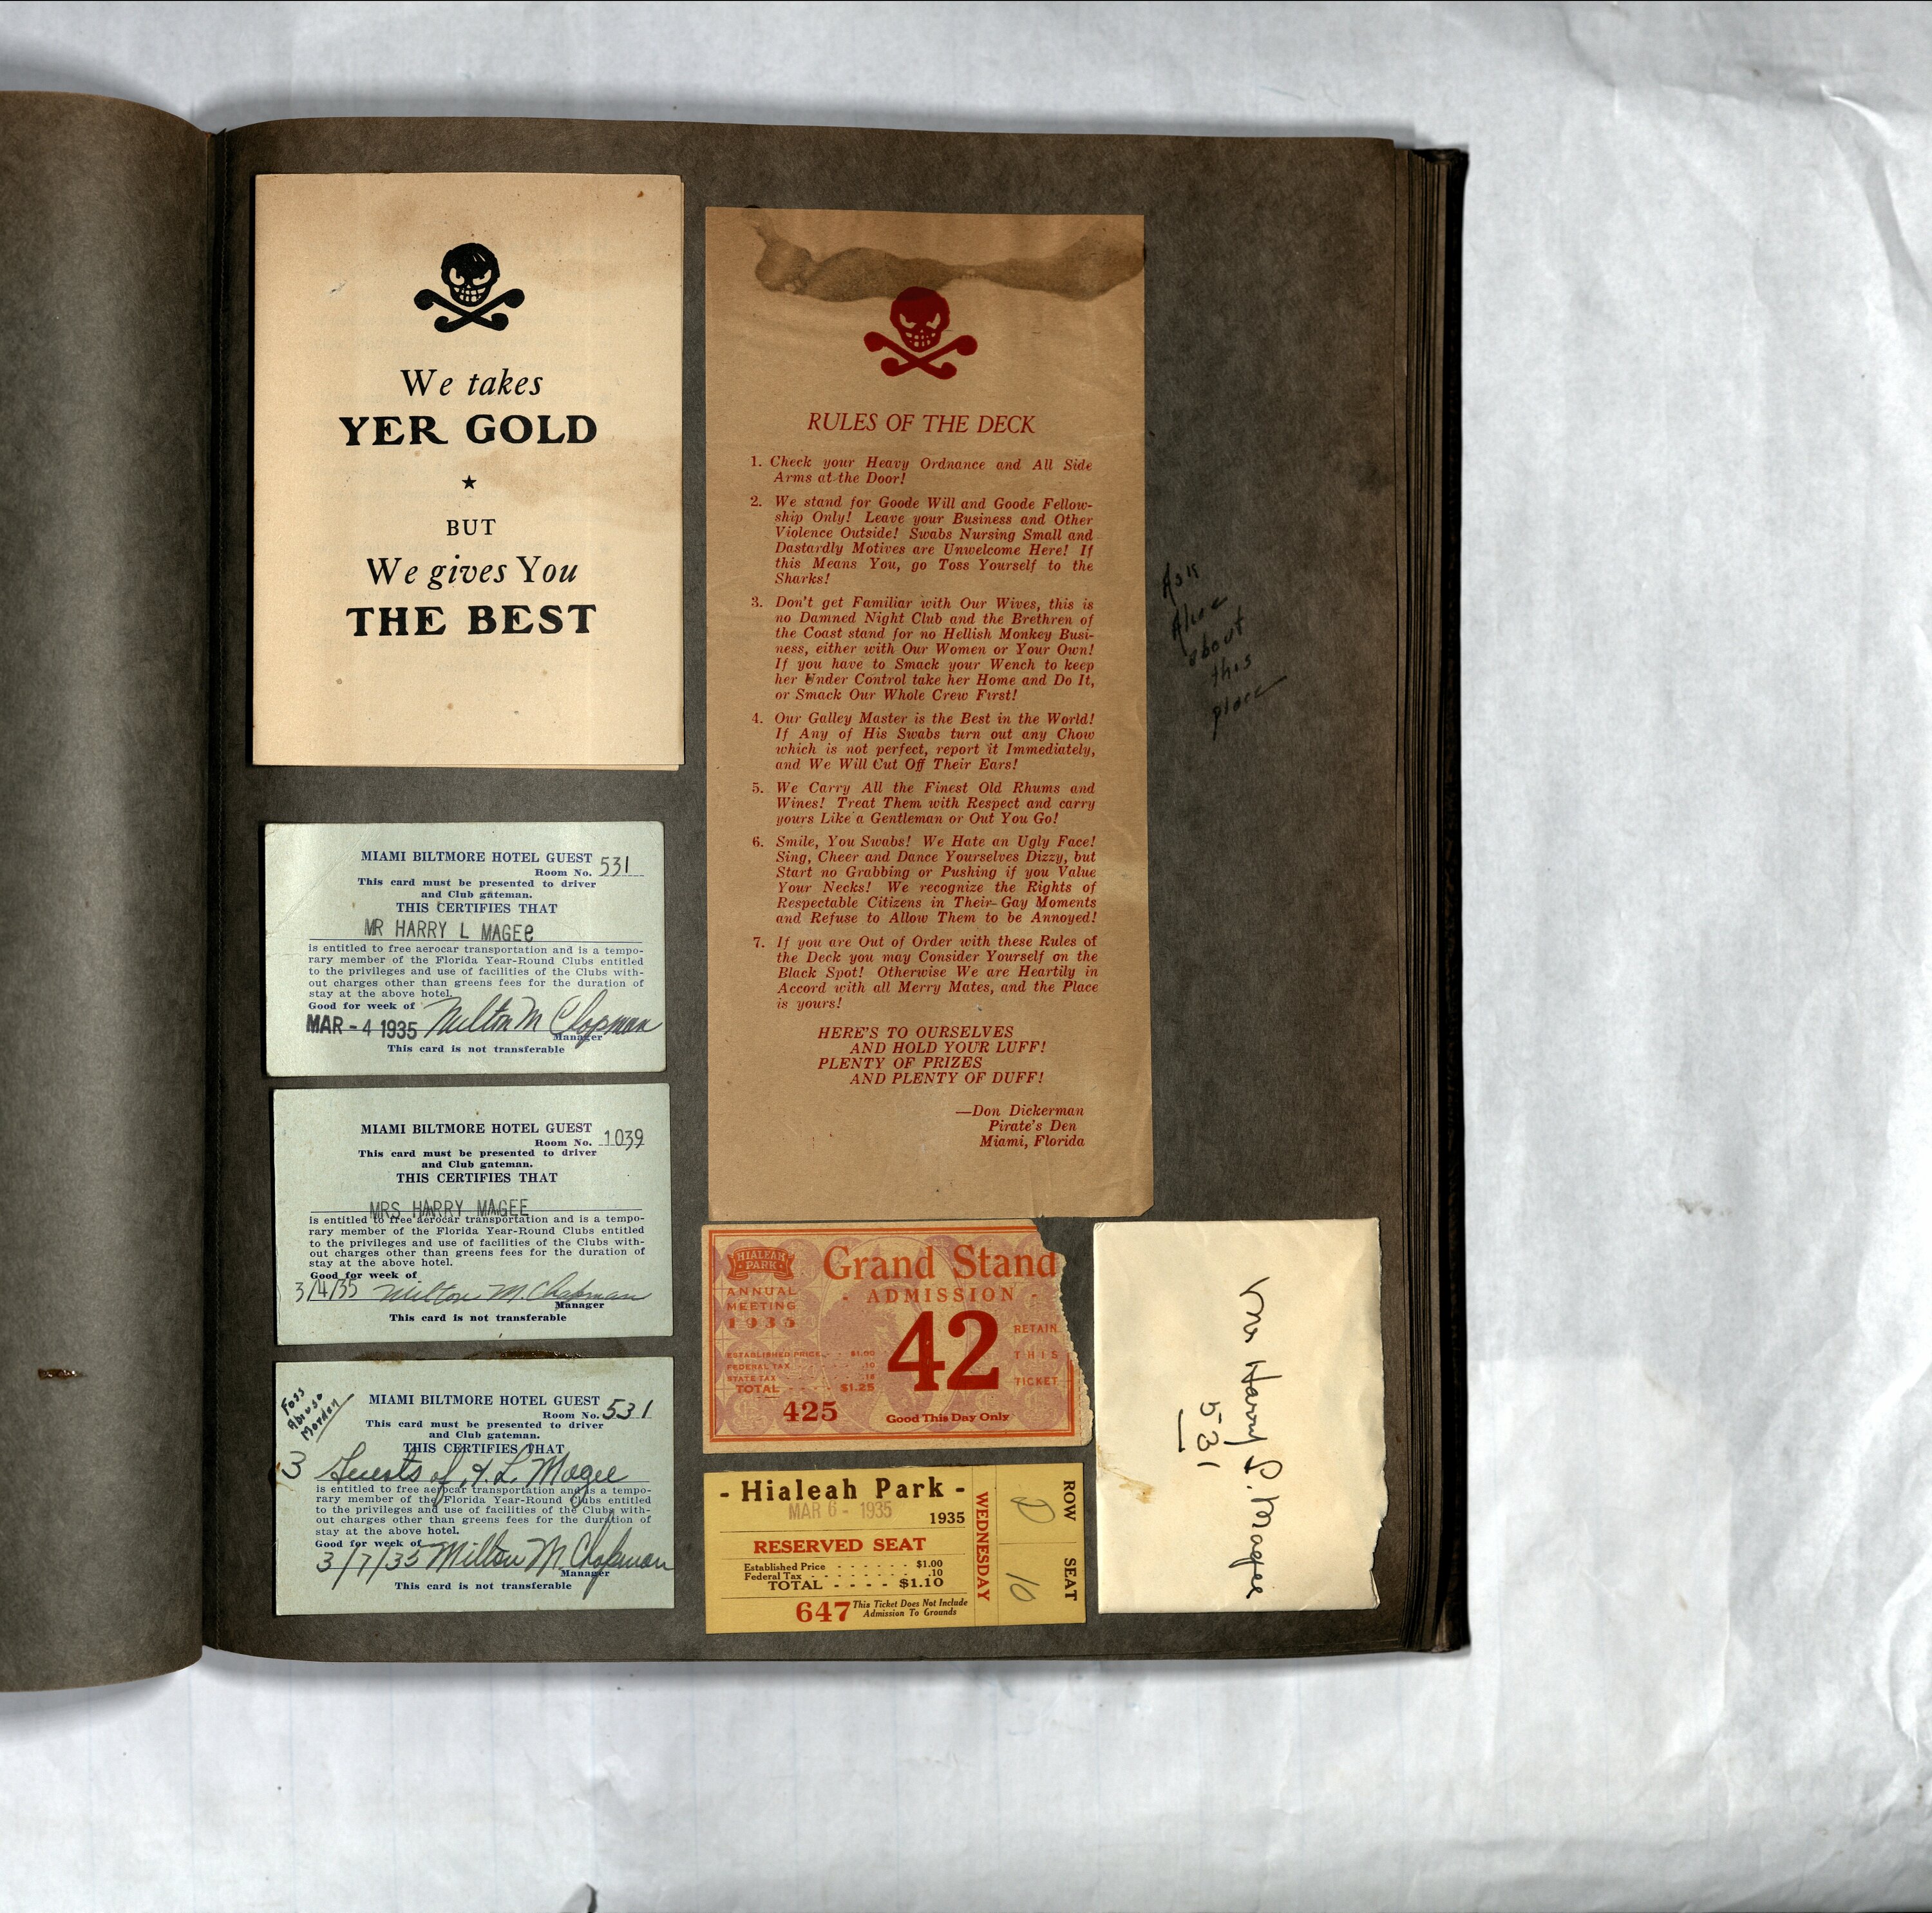 We takes
YER GOLD
★
BUT
We gives You
THE BEST
MIAMI BILTMORE HOTEL GUEST
Room No. 531
This card must be presented to driver
and Club gateman.
THIS CERTIFIES THAT
MR HARRY L MAGEe
is entitled to free aerocar transportation and is a tempo-
rary member of the Florida Year-Round Clubs entitled
to the privileges and use of facilities of the Clubs with-
out charges other than greens fees for the duration of
stay at the above hotel.
Good for week of
MAR - 4 1935 Milton M Chapman
Manager
This card is not transferable
MIAMI BILTMORE HOTEL GUEST
Room No. 1039
This card must be presented to driver
and Club gateman.
THIS CERTIFIES THAT
MRS HARRY MAGEE
is entitled to free aerocar transportation and is a tempo-
rary member of the Florida Year-Round Clubs entitled
to the privileges and use of facilities of the Clubs with-
out charges other than greens fees for the duration of
stay at the above hotel.
Good for week of
3/4/35 Milton M. Chapman
Manager
This card is not transferable
Foss
Morden
MIAMI BILTMORE HOTEL GUEST
Room No. 531
This card must be presented to driver
and Club gateman.
THIS CERTIFIES THAT
3 Guests of H. L. Magee
is entitled to free aerocar transportation and is a tempo-
rary member of the Florida Year-Round Clubs entitled
to the privileges and use of facilities of the Clubs with-
out charges other than greens fees for the duration of
stay at the above hotel.
Good for week of
3/7/35 Milton M Chapman
Manager
This card is not transferable
RULES OF THE DECK
1. Check your Heavy Ordnance and All Side
Arms at the Door!
2. We stand for Goode Will and Goode Fellow-
ship Only! Leave your Business and Other
Violence Outside! Swabs Nursing Small and
Dastardly Motives are Unwelcome Here! If
this Means You, go Toss Yourself to the
Sharks!
3. Don't get Familiar with Our Wives, this is
no Damned Night Club and the Brethren of
the Coast stand for no Hellish Monkey Busi-
ness, either with Our Women or Your Own!
If you have to Smack your Wench to keep
her Under Control take her Home and Do It,
or Smack Our Whole Crew First!
4. Our Galley Master is the Best in the World!
If Any of His Swabs turn out any Chow
which is not perfect, report it Immediately,
and We Will Cut Off Their Ears!
5. We Carry All the Finest Old Rhums and
Wines! Treat Them with Respect and carry
yours Like a Gentleman or Out You Go!
6. Smile, You Swabs! We Hate an Ugly Face!
Sing, Cheer and Dance Yourselves Dizzy, but
Start no Grabbing or Pushing if you Value
Your Necks! We recognize the Rights of
Respectable Citizens in Their Gay Moments
and Refuse to Allow Them to be Annoyed!
7. If you are Out of Order with these Rules of
the Deck you may Consider Yourself on the
Black Spot! Otherwise We are Heartily in
Accord with all Merry Mates, and the Place
is yours!
HERE'S TO OURSELVES
AND HOLD YOUR LUFF!
PLENTY OF PRIZES
AND PLENTY OF DUFF!
—Don Dickerman
Pirate's Den
Miami, Florida
Ask
about
this
place
HIALEAH
PARK
Grand Stand
- ADMISSION -
ANNUAL
MEETING
1935
42
RETAIN
THIS
TICKET
ESTABLISHED PRICE - - $1.00
FEDERAL TAX - - - .10
STATE TAX - - - .15
TOTAL - - - - $1.25
425
Good This Day Only
- Hialeah Park -
MAR 6 - 1935
1935
RESERVED SEAT
Established Price - - - - - - $1.00
Federal Tax - - - - - - - .10
TOTAL - - - - $1.10
647
This Ticket Does Not Include
Admission To Grounds
WEDNESDAY
ROW D
SEAT 10
Mr Harry L. Magee
531